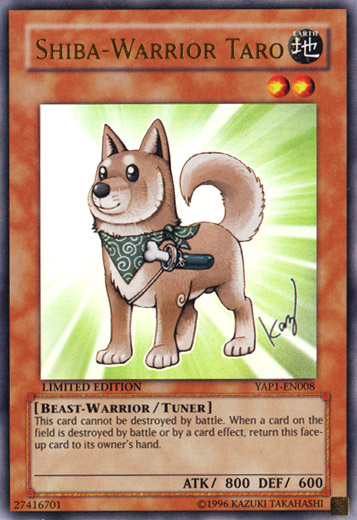 SHIBA-WARRIOR TARO
EARTH
地
Kaz
LIMITED EDITION YAP1-EN008
[BEAST-WARRIOR/TUNER]
This card cannot be destroyed by battle. When a card on the
field is destroyed by battle or by a card effect, return this face-
up card to its owner's hand.
ATK/ 800 DEF/ 600
27416701 ©1996 KAZUKI TAKAHASHI